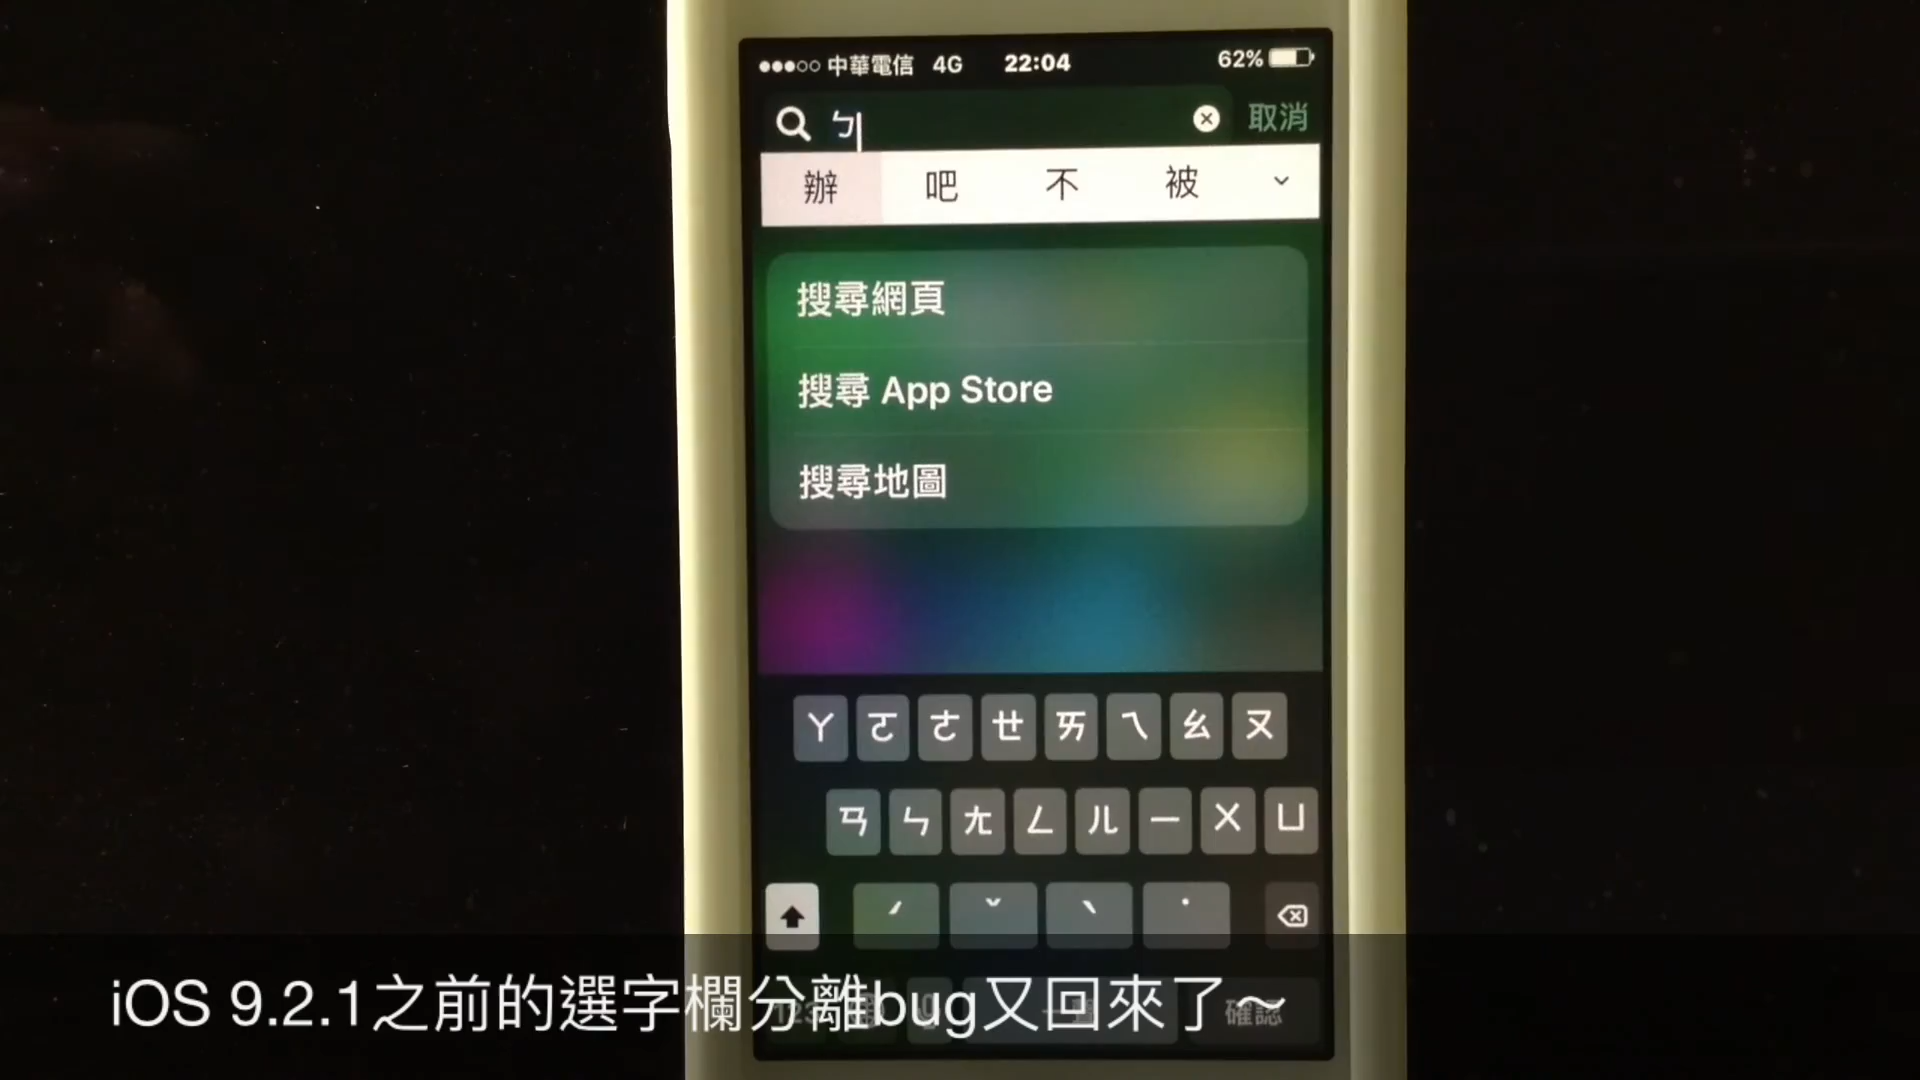 中華電信 4G 22:04 62%
ㄅ 取消
辦 吧 不 被
搜尋網頁
搜尋 App Store
搜尋地圖
ㄚ ㄛ ㄜ ㄝ ㄞ ㄟ ㄠ ㄡ
ㄢ ㄣ ㄤ ㄥ ㄦ ㄧ ㄨ ㄩ
ˊ ˇ ˋ ˙
iOS 9.2.1之前的選字欄分離bug又回來了～
確認